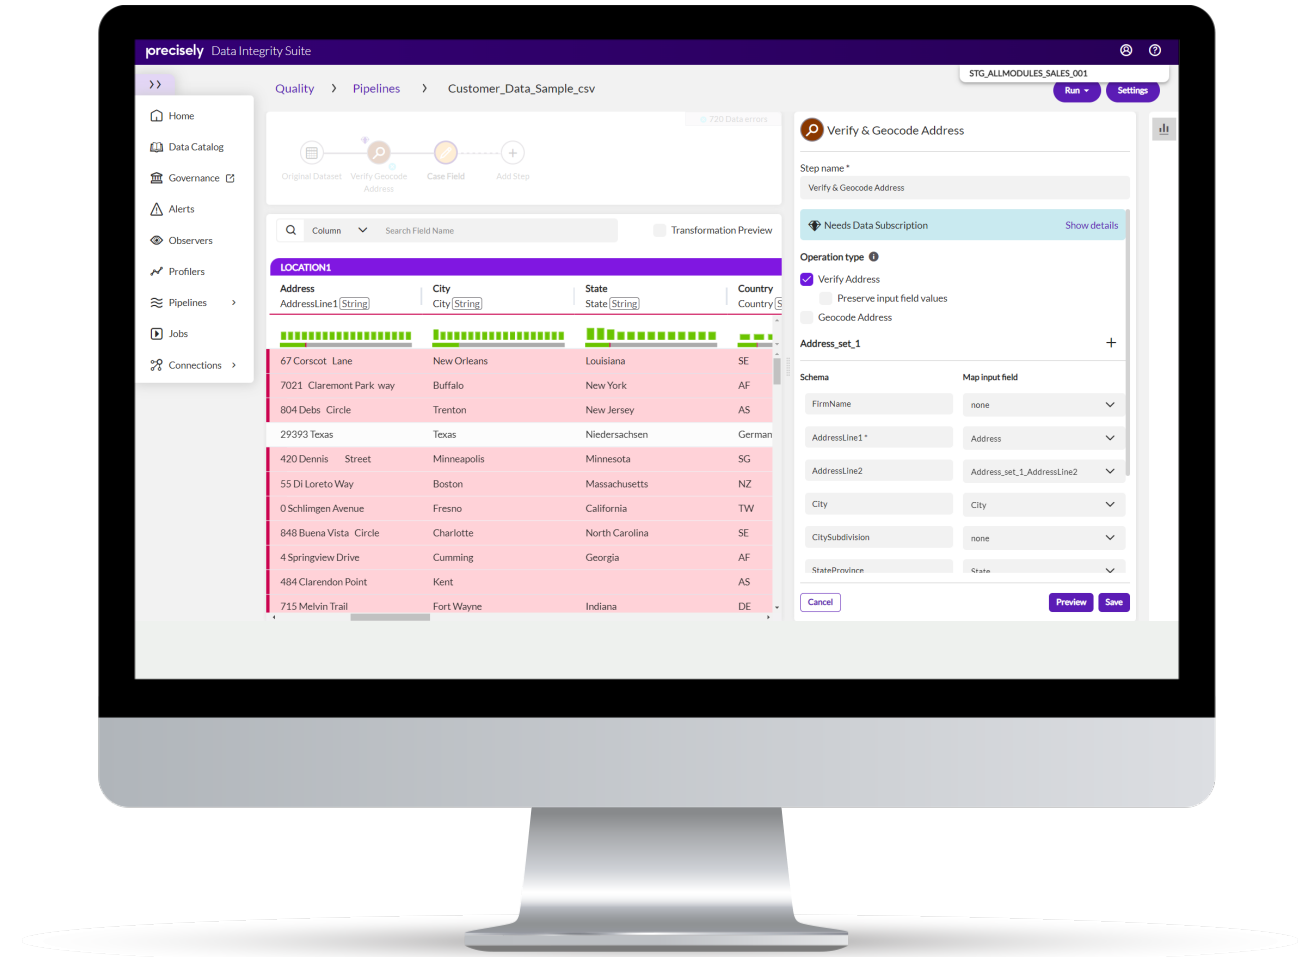 precisely Data Integrity Suite
STG_ALLMODULES_SALES_001
Quality > Pipelines > Customer_Data_Sample_csv
Run
Settings
Home
Data Catalog
Governance
Alerts
Observers
Profilers
Pipelines >
Jobs
Connections >
710 Data errors
Original Dataset
Verify Geocode
Address
Case Field
Add Step
Column
Search Field Name
Transformation Preview
LOCATION1
Address City State Country
AddressLine1 String City String State String Country S
67 Corscot Lane New Orleans Louisiana SE
7021 Claremont Park way Buffalo New York AF
804 Debs Circle Trenton New Jersey AS
29393 Texas Texas Niedersachsen German
420 Dennis Street Minneapolis Minnesota SG
55 Di Loreto Way Boston Massachusetts NZ
0 Schlimgen Avenue Fresno California TW
848 Buena Vista Circle Charlotte North Carolina SE
4 Springview Drive Cumming Georgia AF
484 Clarendon Point Kent AS
715 Melvin Trail Fort Wayne Indiana DE
Verify & Geocode Address
Step name *
Verify & Geocode Address
Needs Data Subscription Show details
Operation type
Verify Address
Preserve input field values
Geocode Address
Address_set_1 +
Schema Map input field
FirmName none
AddressLine1 * Address
AddressLine2 Address_set_1_AddressLine2
City City
CitySubdivision none
StateProvince State
Cancel Preview Save